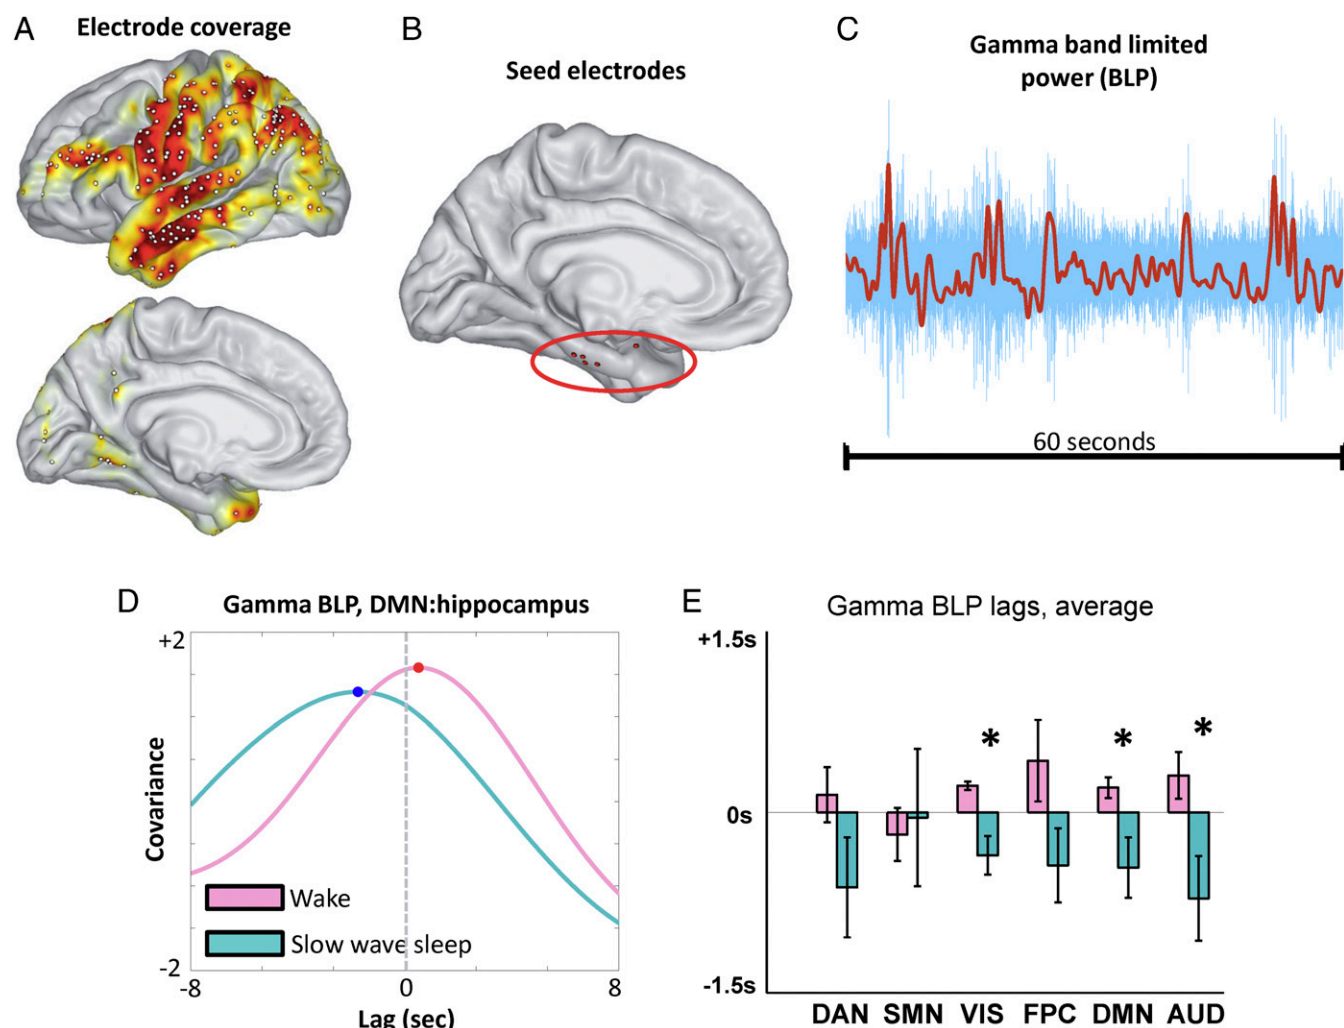 A
Electrode coverage
B
Seed electrodes
C
Gamma band limited
power (BLP)
60 seconds
D
Gamma BLP, DMN:hippocampus
+2
Covariance
-2
Wake
Slow wave sleep
-8
0
8
Lag (sec)
E
Gamma BLP lags, average
+1.5s
0s
-1.5s
*
*
*
DAN SMN VIS FPC DMN AUD